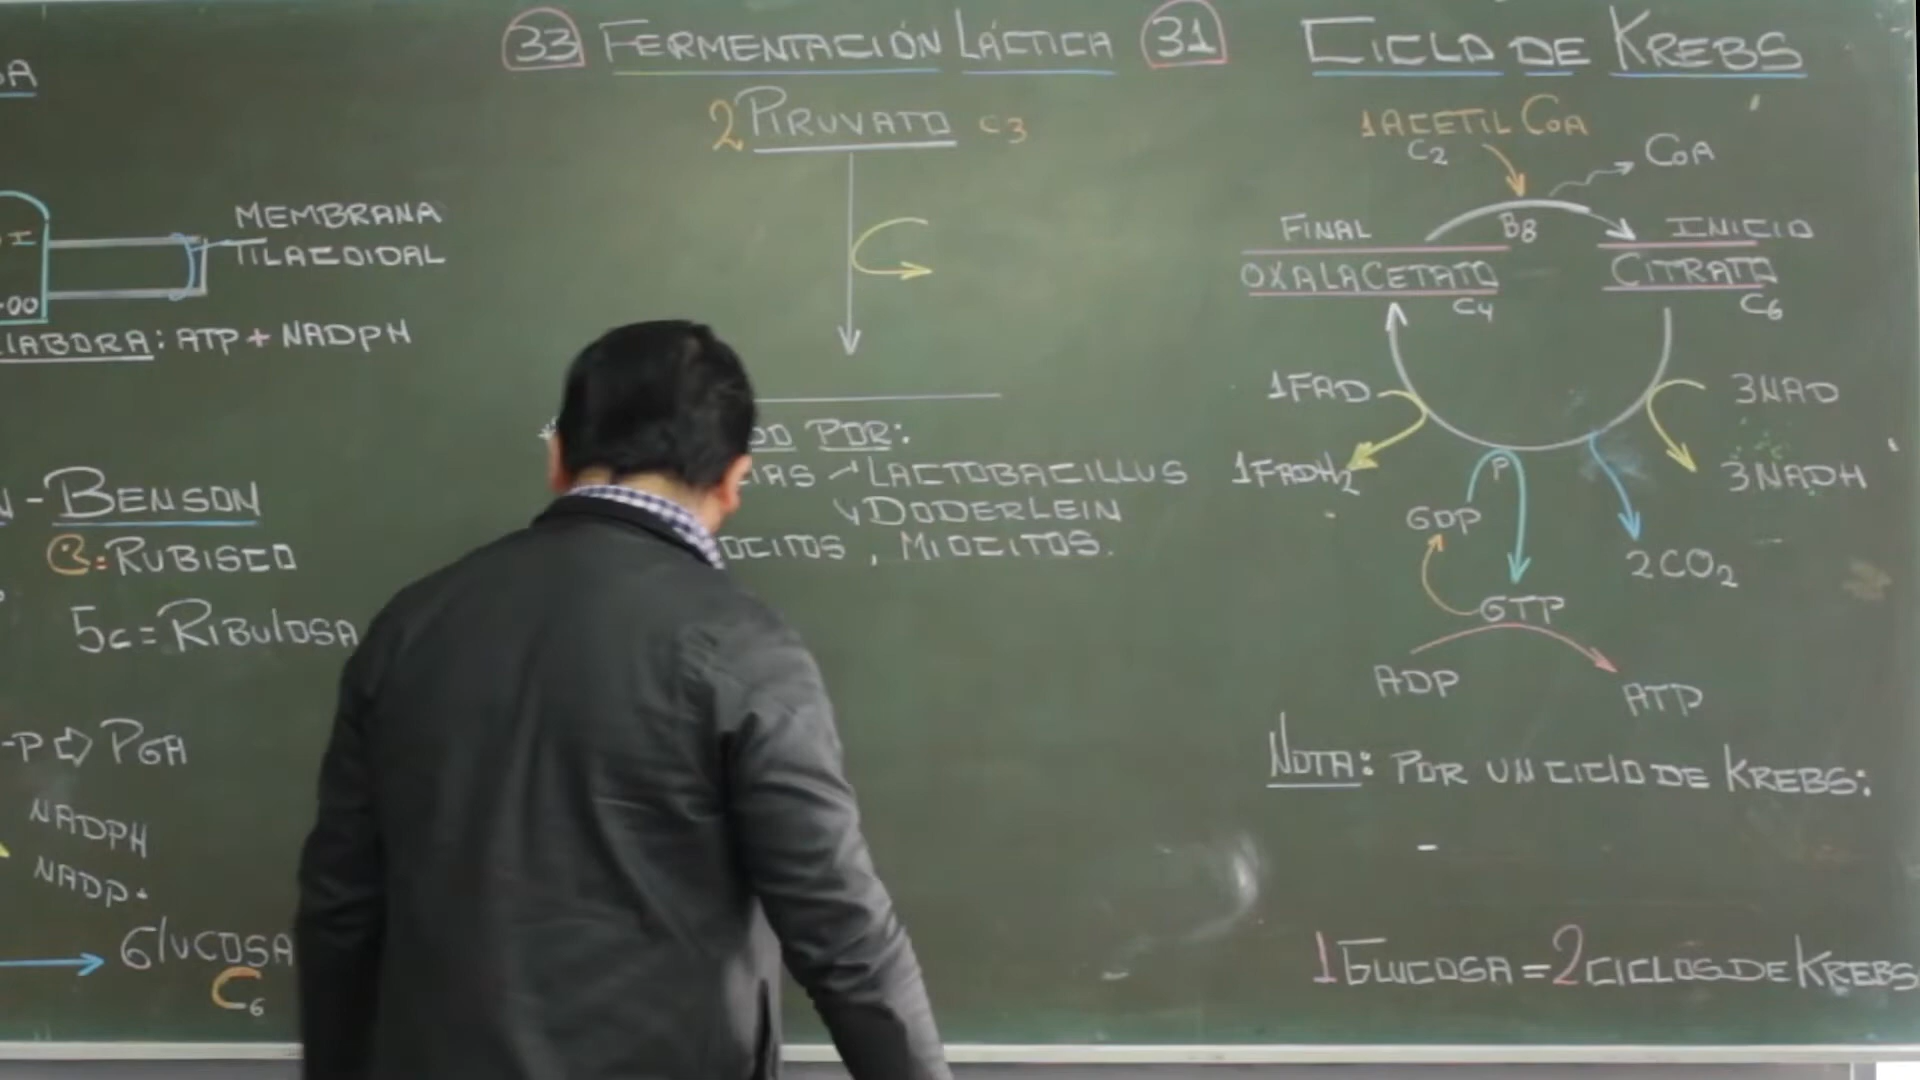 MEMBRANA
TILACOIDAL
: ATP + NADPH
- BENSON
RUBISCO
5C = RIBULOSA
-P ⇨ PGA
NADPH
NADP+
GLUCOSA
C6
33 FERMENTACIÓN LÁCTICA
2 PIRUVATO C3
POR:
LACTOBACILLUS
DODERLEIN
, MIOCITOS.
31 CICLO DE KREBS
1 ACETIL COA
C2
COA
FINAL
B8
INICIO
OXALACETATO
CITRATO
C4
C6
1FAD
3NAD
1FADH2
P
3NADH
GDP
2CO2
GTP
ADP
ATP
NOTA: POR UN CICLO DE KREBS:
-
1 GLUCOSA = 2 CICLOS DE KREBS